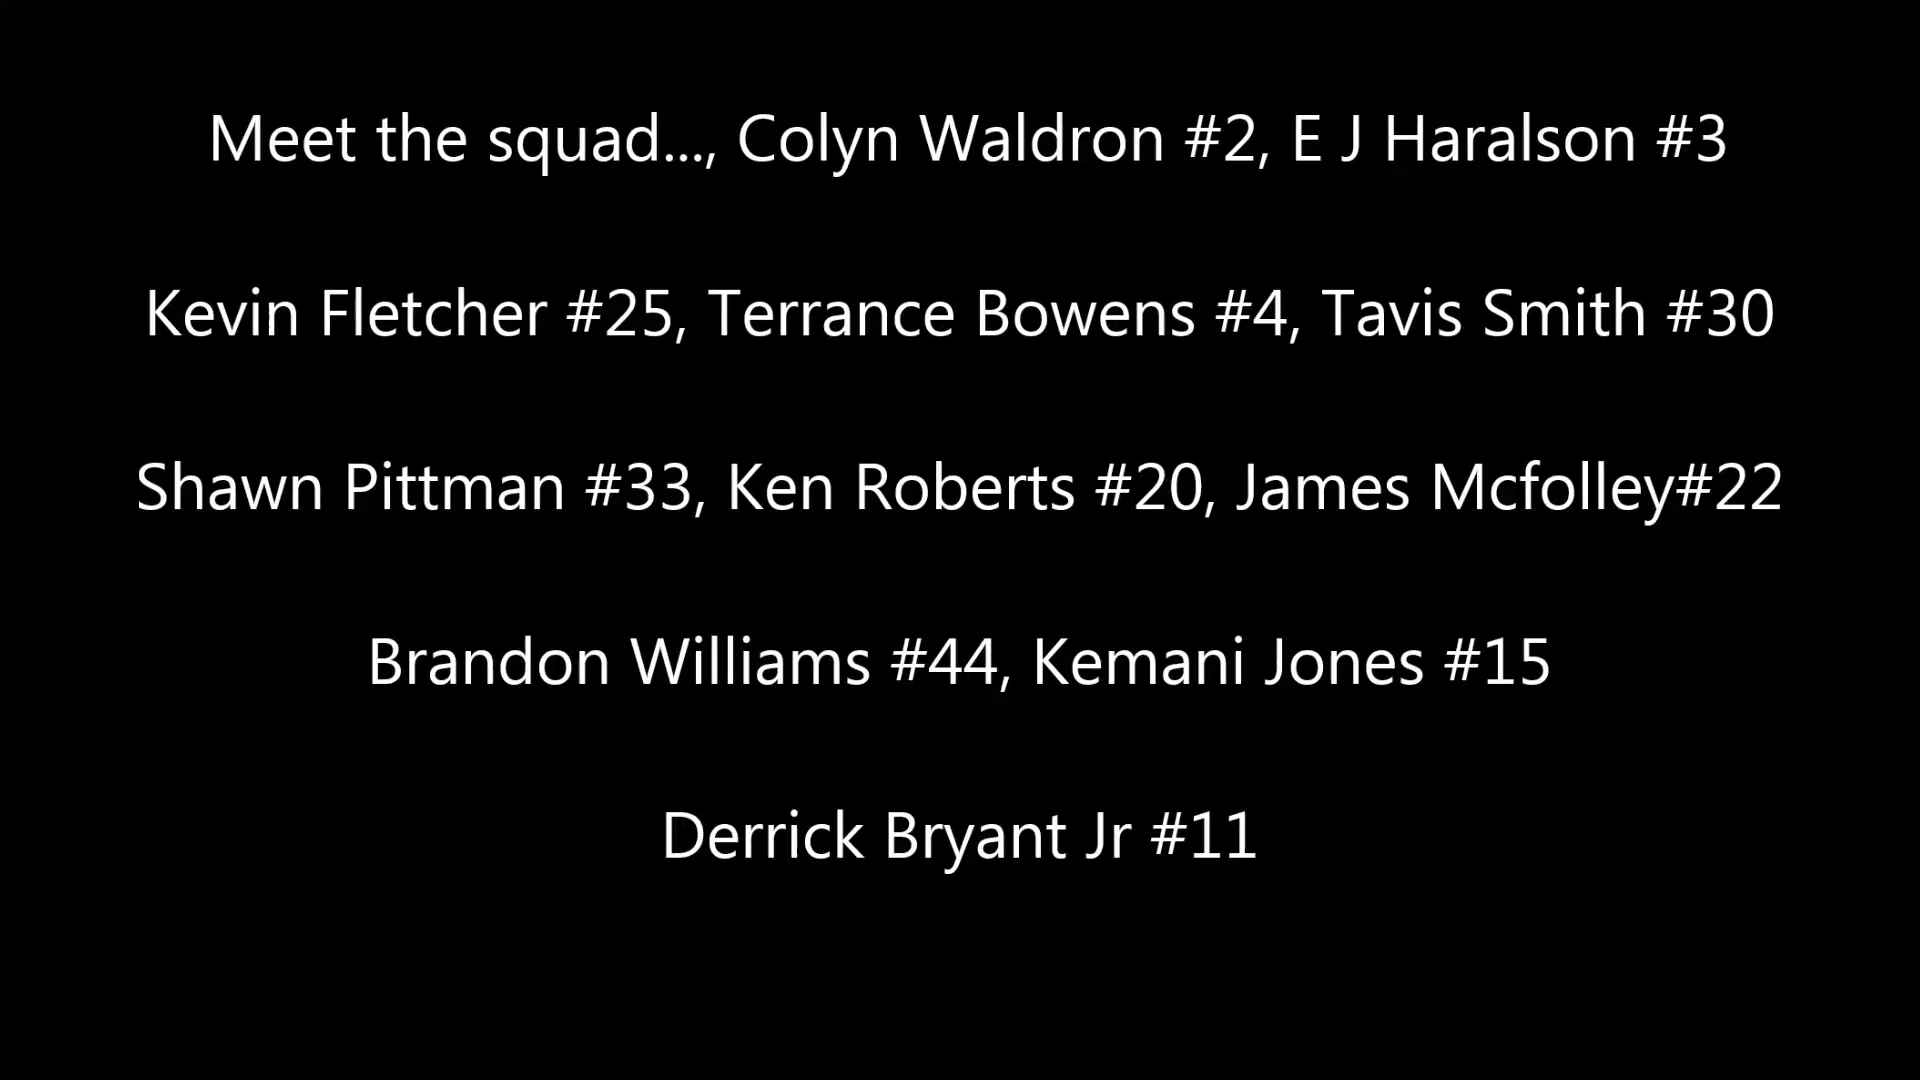 Meet the squad..., Colyn Waldron #2, E J Haralson #3
Kevin Fletcher #25, Terrance Bowens #4, Tavis Smith #30
Shawn Pittman #33, Ken Roberts #20, James Mcfolley#22
Brandon Williams #44, Kemani Jones #15
Derrick Bryant Jr #11